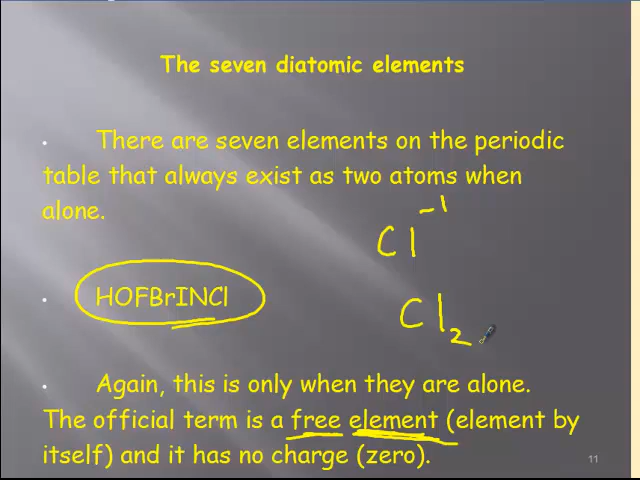 The seven diatomic elements
• There are seven elements on the periodic
table that always exist as two atoms when
alone.
Cl⁻¹
• HOFBrINCl
Cl₂
• Again, this is only when they are alone.
The official term is a free element (element by
itself) and it has no charge (zero).
11